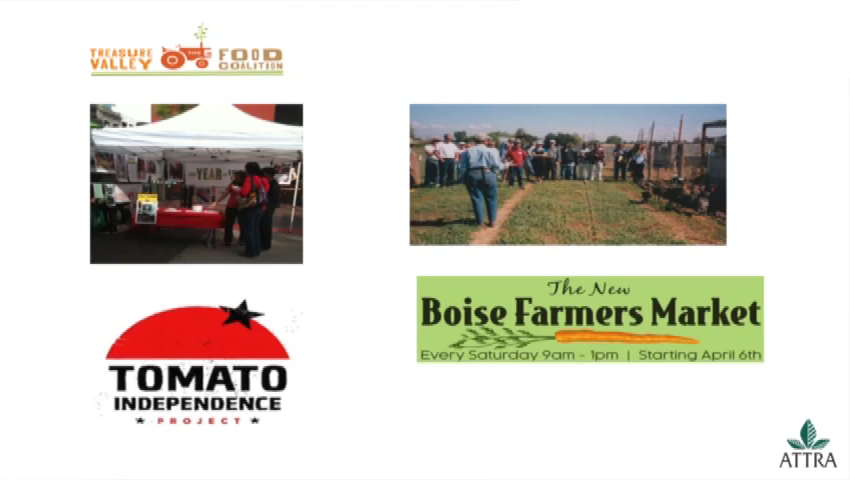 TREASURE VALLEY
FOOD COALITION
YEAR
The New
Boise Farmers Market
Every Saturday 9am - 1pm | Starting April 6th
TOMATO
INDEPENDENCE
PROJECT
ATTRA